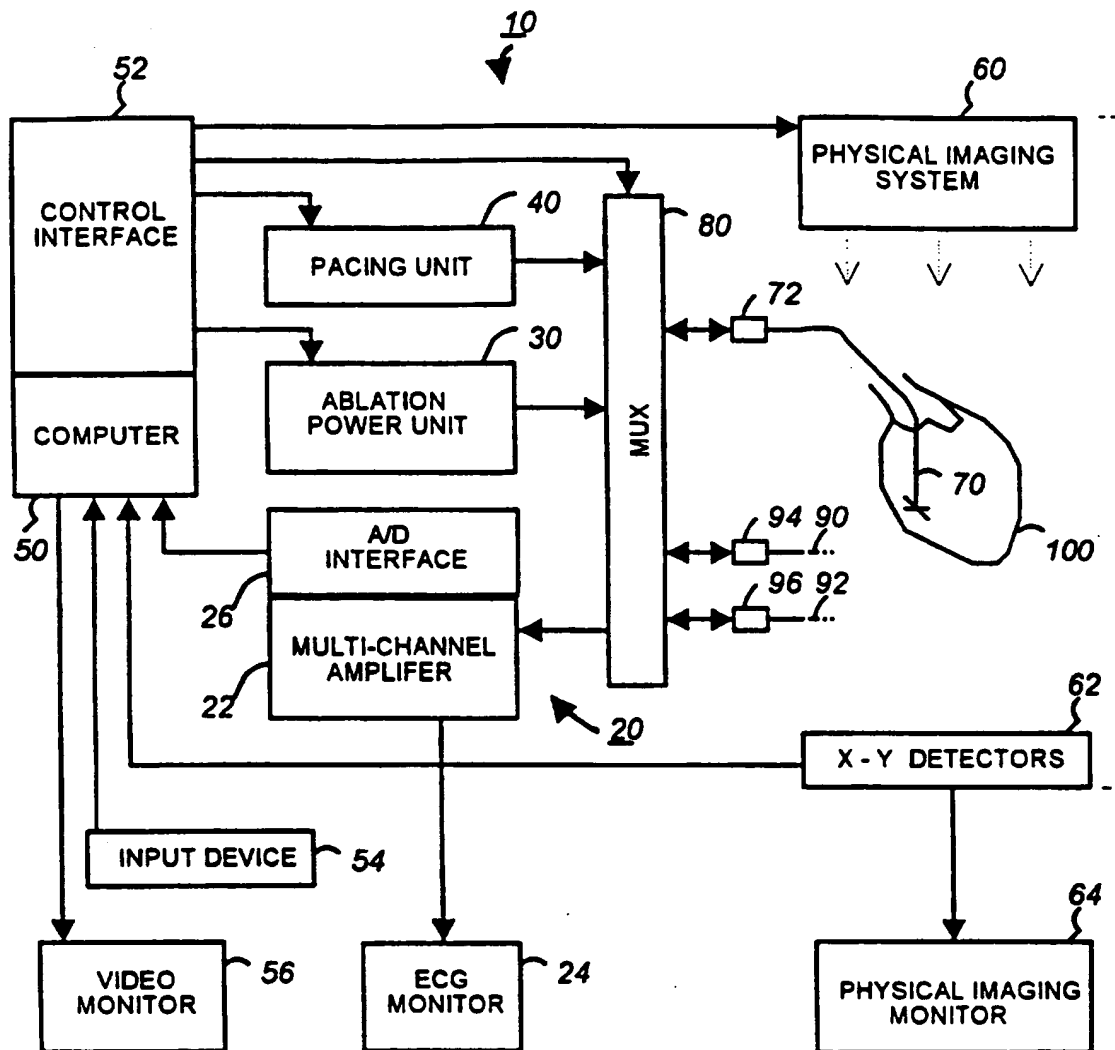 10
52
60
CONTROL
INTERFACE
PHYSICAL IMAGING
SYSTEM
40
80
PACING UNIT
72
30
ABLATION
POWER UNIT
MUX
COMPUTER
70
50
A/D
INTERFACE
94
90
100
26
96
92
MULTI-CHANNEL
AMPLIFER
22
20
62
X - Y DETECTORS
INPUT DEVICE
54
64
VIDEO
MONITOR
56
ECG
MONITOR
24
PHYSICAL IMAGING
MONITOR